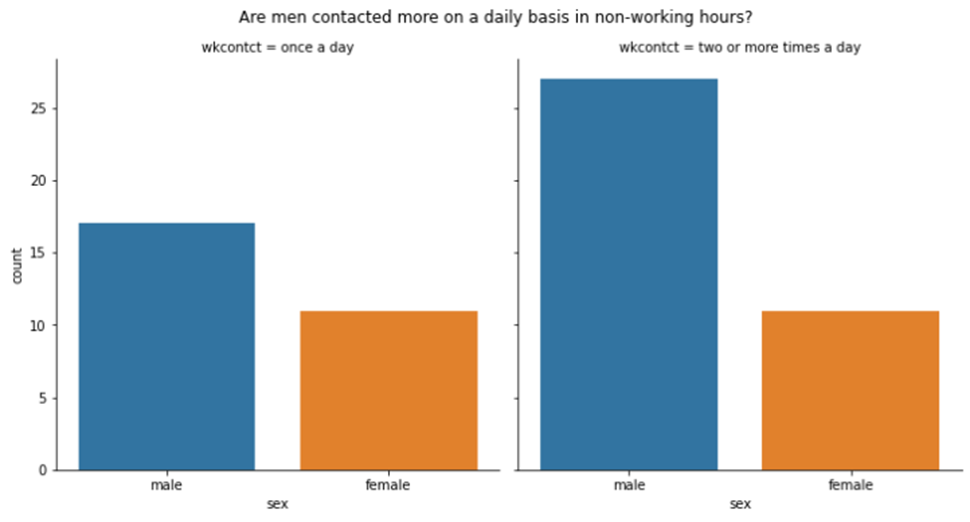 Are men contacted more on a daily basis in non-working hours?
wkcontct = once a day
wkcontct = two or more times a day
count
25
20
15
10
5
0
male
female
male
female
sex
sex